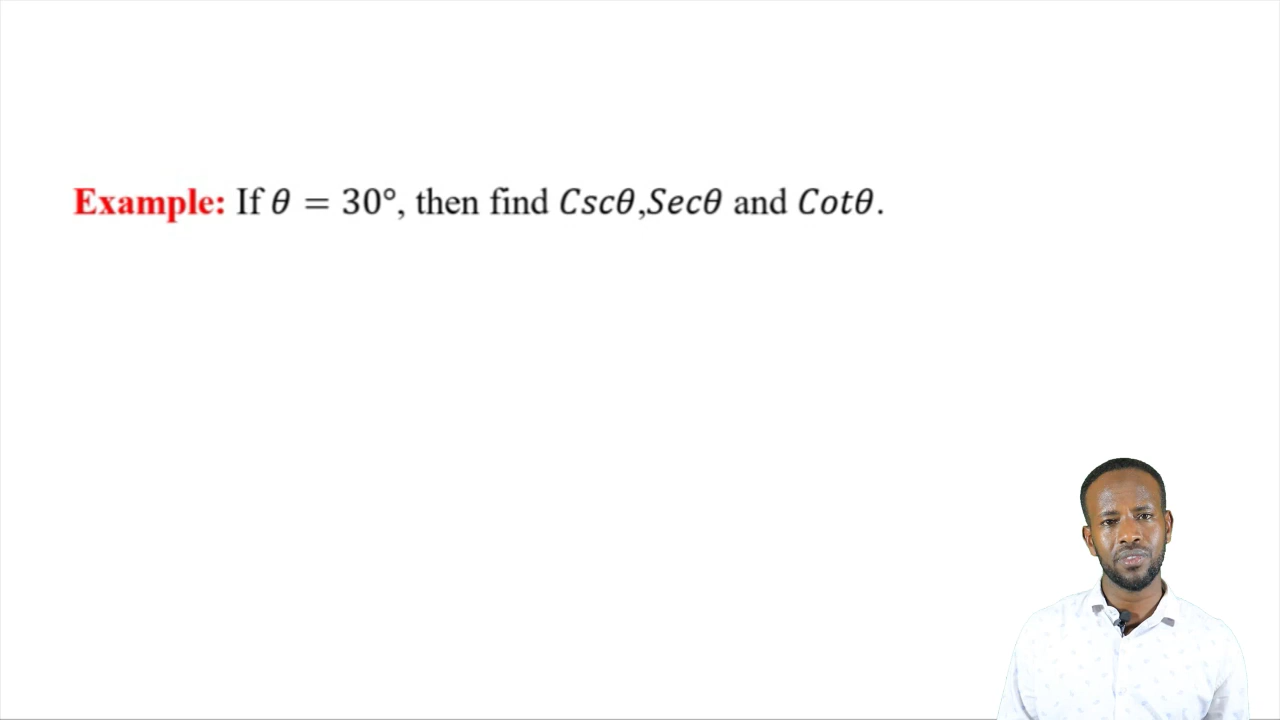 Example: If 𝜃 = 30°, then find 𝐶𝑠𝑐𝜃,𝑆𝑒𝑐𝜃 and 𝐶𝑜𝑡𝜃.